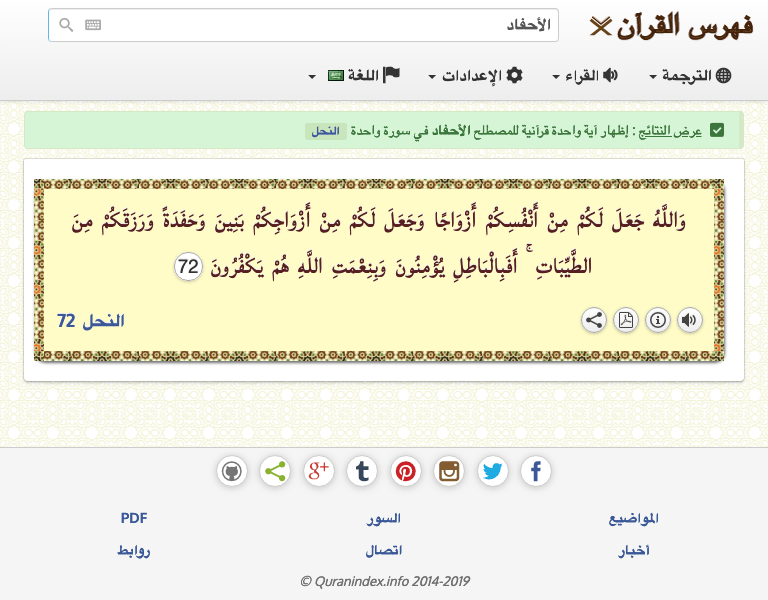 فهرس القرآن
الأحفاد
الترجمة القراء الإعدادات اللغة
عرض النتائج : إظهار آية واحدة قرآنية للمصطلح الأحفاد في سورة واحدة النحل
وَاللَّهُ جَعَلَ لَكُمْ مِنْ أَنْفُسِكُمْ أَزْوَاجًا وَجَعَلَ لَكُمْ مِنْ أَزْوَاجِكُمْ بَنِينَ وَحَفَدَةً وَرَزَقَكُمْ مِنَ
الطَّيِّبَاتِ ۚ أَفَبِالْبَاطِلِ يُؤْمِنُونَ وَبِنِعْمَتِ اللَّهِ هُمْ يَكْفُرُونَ 72
النحل 72
المواضيع السور PDF
أخبار اتصال روابط
© Quranindex.info 2014-2019